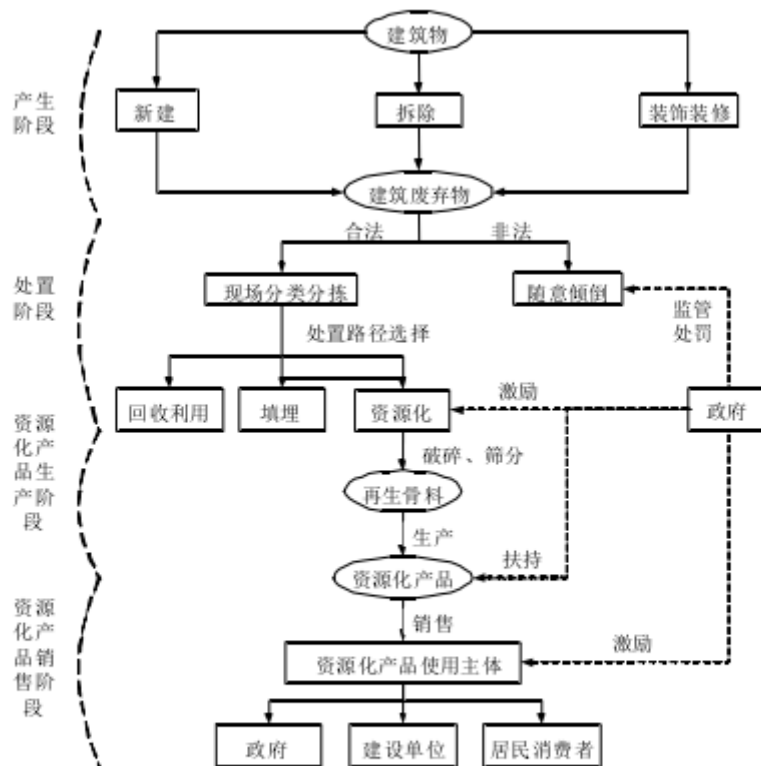 建筑物
产生
阶段
新建
拆除
装饰装修
建筑废弃物
合法
非法
处置
阶段
现场分类分拣
随意倾倒
监管
处罚
处置路径选择
激励
回收利用
填埋
资源化
政府
资源
化产
品生
产阶
段
破碎、筛分
再生骨料
生产
扶持
资源化产品
资源
化产
品销
售阶
段
销售
激励
资源化产品使用主体
政府
建设单位
居民消费者